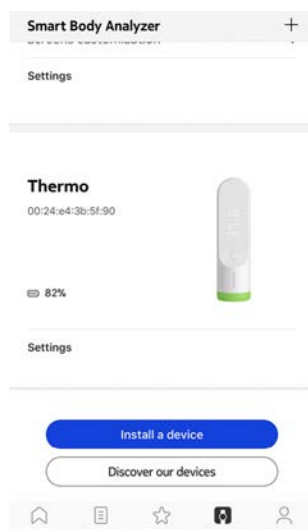 Smart Body Analyzer
Settings
Thermo
00:24:e4:3b:5f:90
82%
Settings
Install a device
Discover our devices